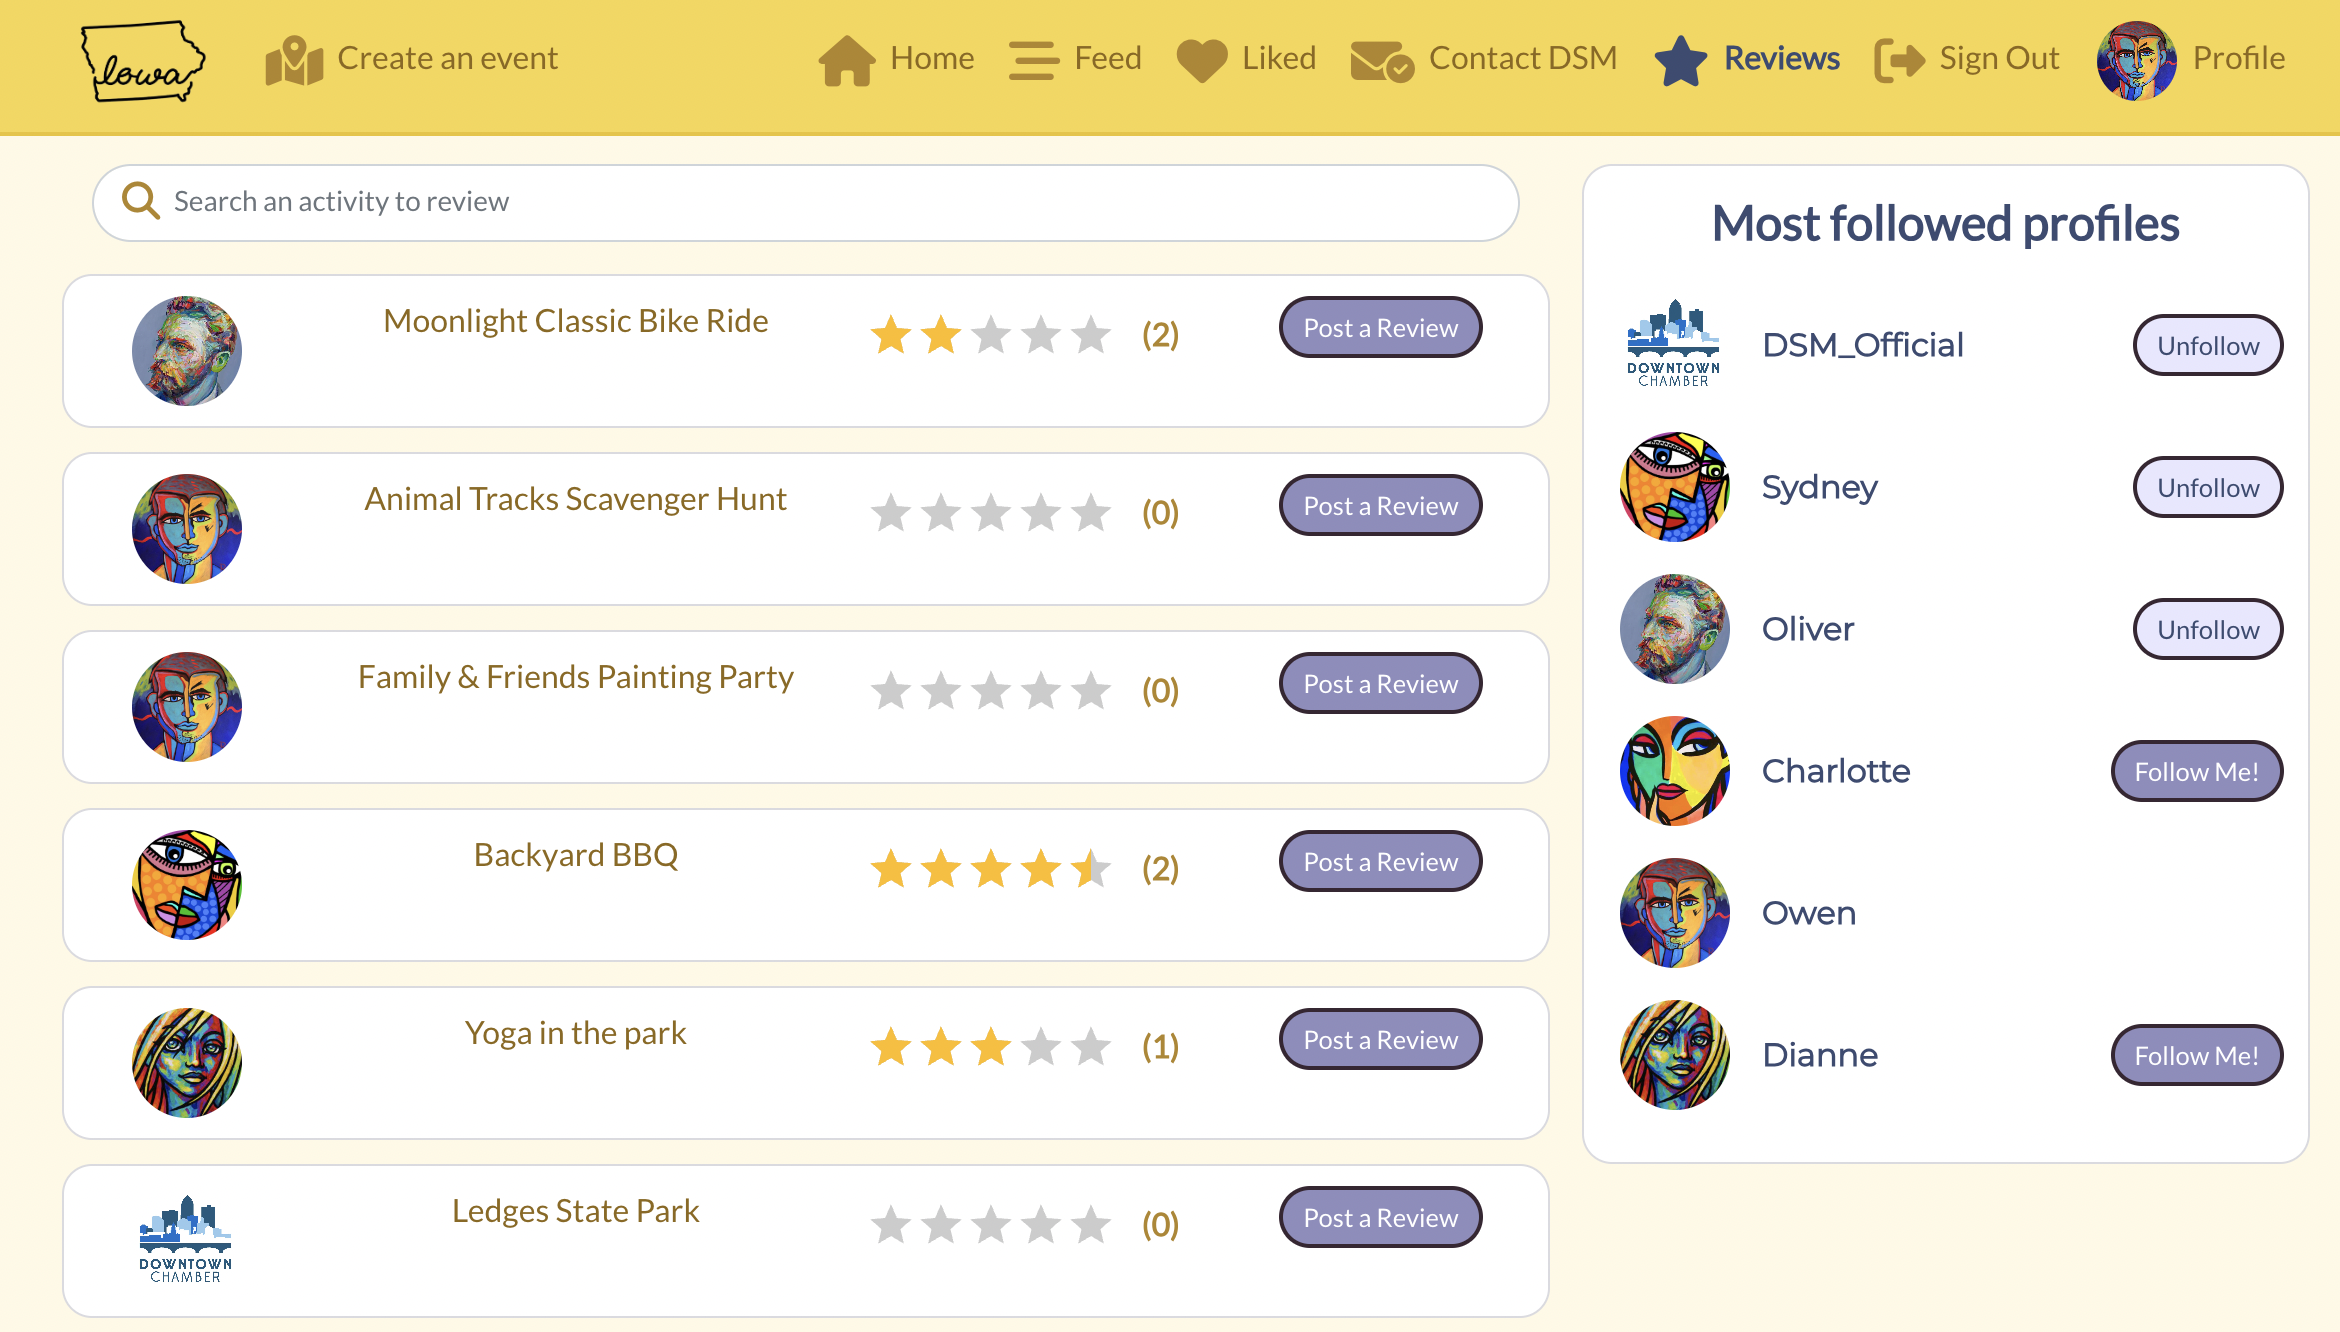 Iowa
Create an event
Home
Feed
Liked
Contact DSM
Reviews
Sign Out
Profile
Search an activity to review
Moonlight Classic Bike Ride
(2)
Post a Review
Animal Tracks Scavenger Hunt
(0)
Post a Review
Family & Friends Painting Party
(0)
Post a Review
Backyard BBQ
(2)
Post a Review
Yoga in the park
(1)
Post a Review
DOWNTOWN
CHAMBER
Ledges State Park
(0)
Post a Review
Most followed profiles
DOWNTOWN
CHAMBER
DSM_Official
Unfollow
Sydney
Unfollow
Oliver
Unfollow
Charlotte
Follow Me!
Owen
Dianne
Follow Me!